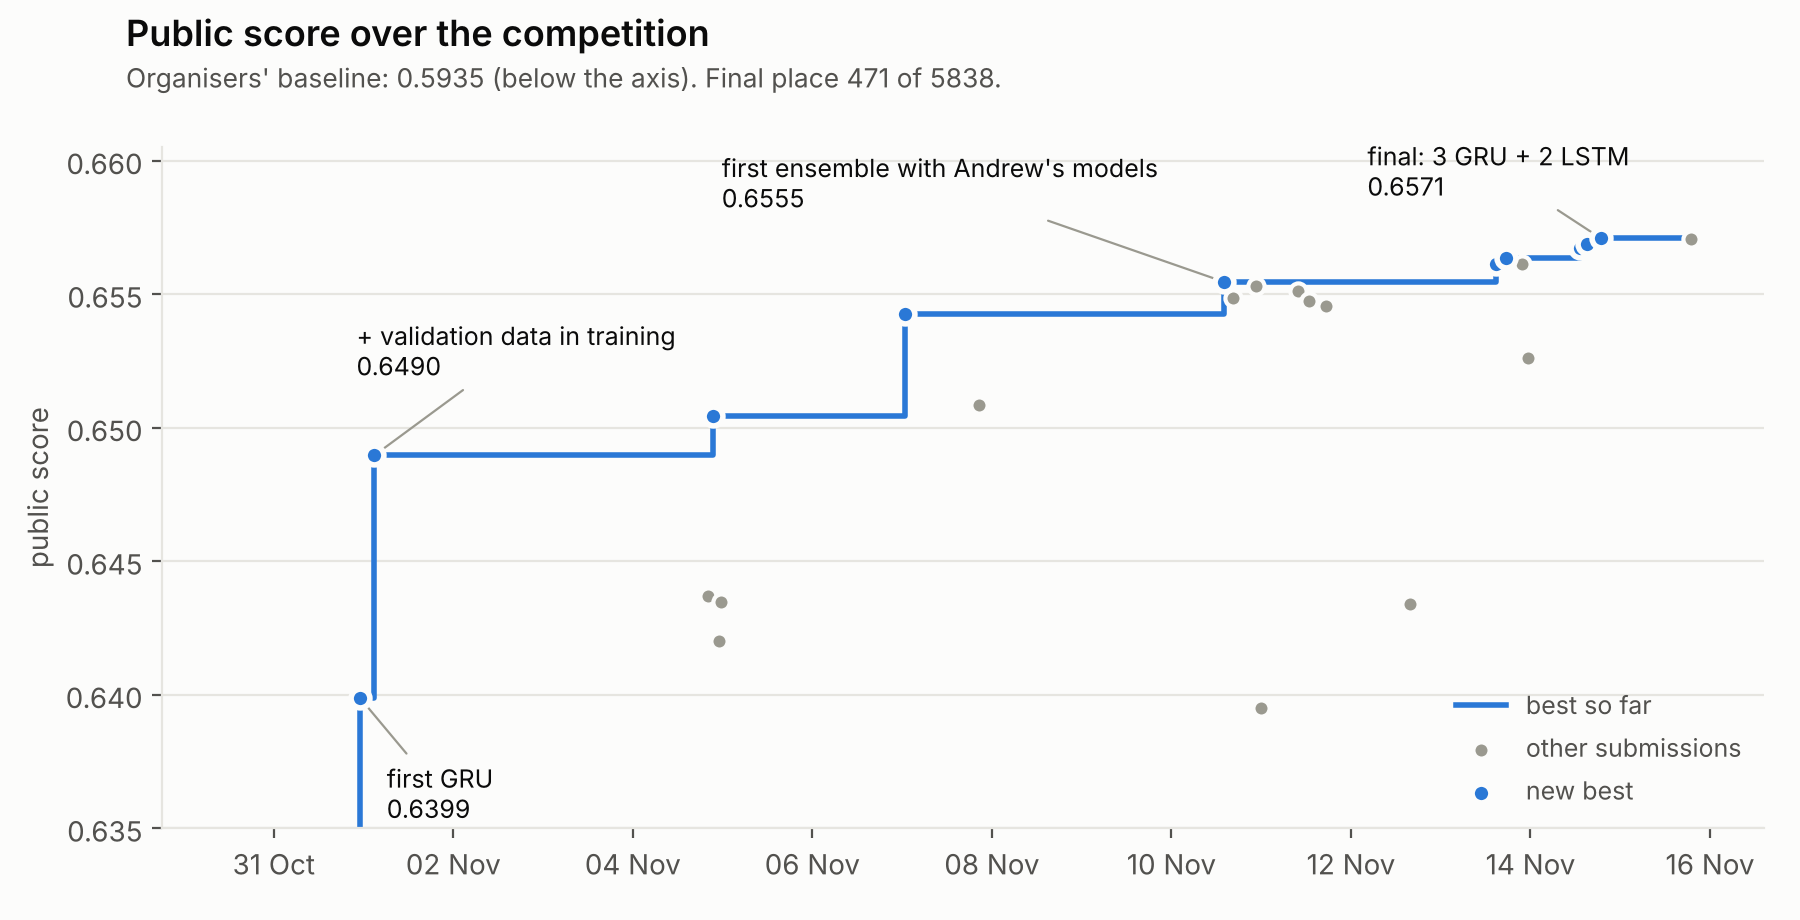 Public score over the competition
Organisers' baseline: 0.5935 (below the axis). Final place 471 of 5838.
0.660
0.655
0.650
0.645
0.640
0.635
public score
first ensemble with Andrew's models
0.6555
final: 3 GRU + 2 LSTM
0.6571
+ validation data in training
0.6490
first GRU
0.6399
best so far
other submissions
new best
31 Oct
02 Nov
04 Nov
06 Nov
08 Nov
10 Nov
12 Nov
14 Nov
16 Nov